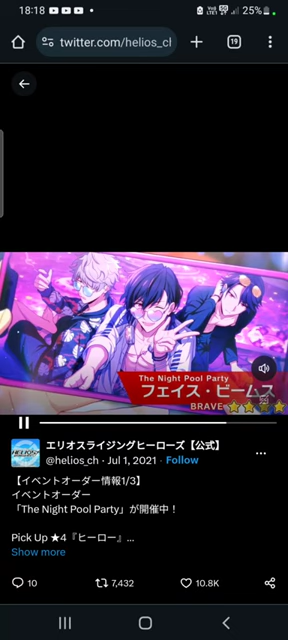 18:18
25%
twitter.com/helios_ch
19
The Night Pool Party
フェイス・ビームス
BRAVE
エリオスライジングヒーローズ【公式】
@helios_ch · Jul 1, 2021 · Follow
【イベントオーダー情報1/3】
イベントオーダー
「The Night Pool Party」が開催中！
Pick Up ★4『ヒーロー』...
Show more
10
7,432
10.8K